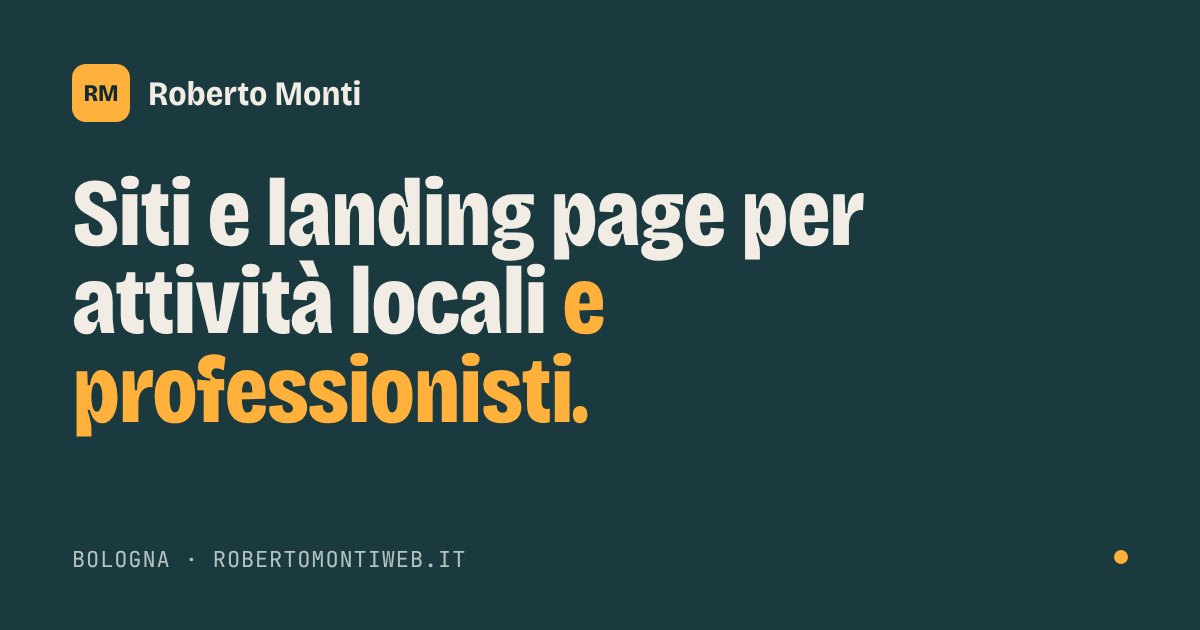 RM
Roberto Monti
Siti e landing page per
attività locali e
professionisti.
BOLOGNA · ROBERTOMONTIWEB.IT